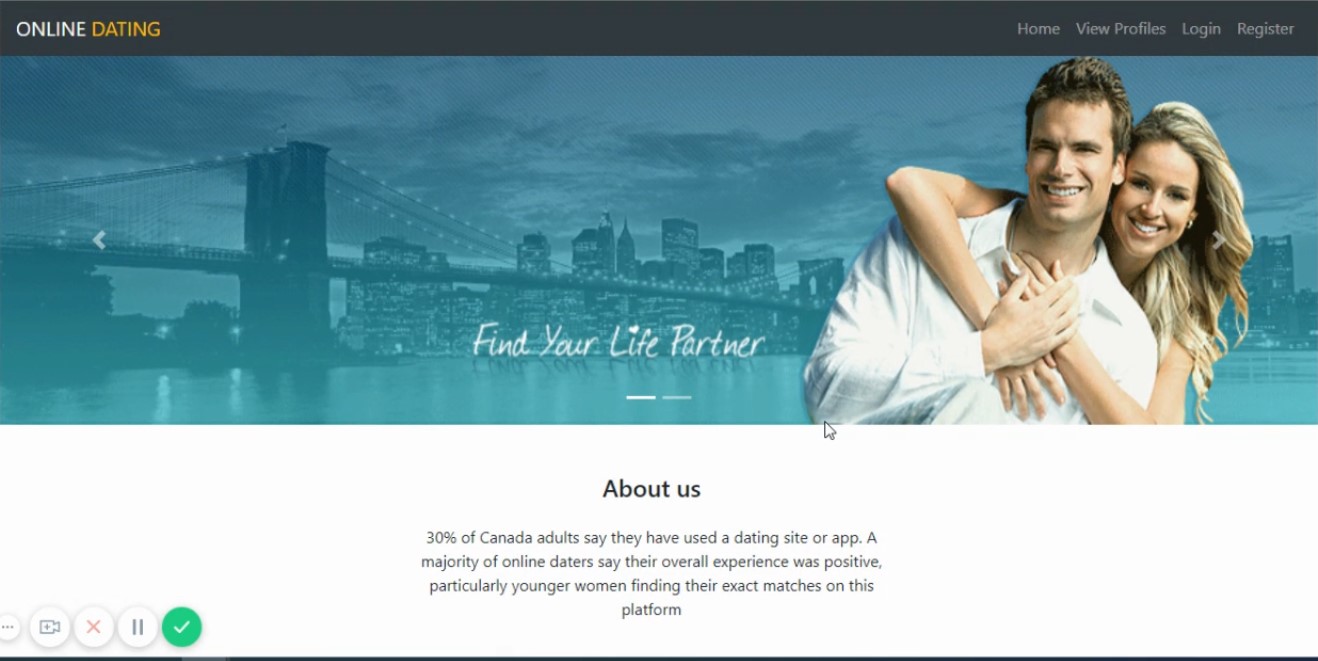 ONLINE DATING
Home View Profiles Login Register
Find Your Life Partner
About us
30% of Canada adults say they have used a dating site or app. A
majority of online daters say their overall experience was positive,
particularly younger women finding their exact matches on this
platform